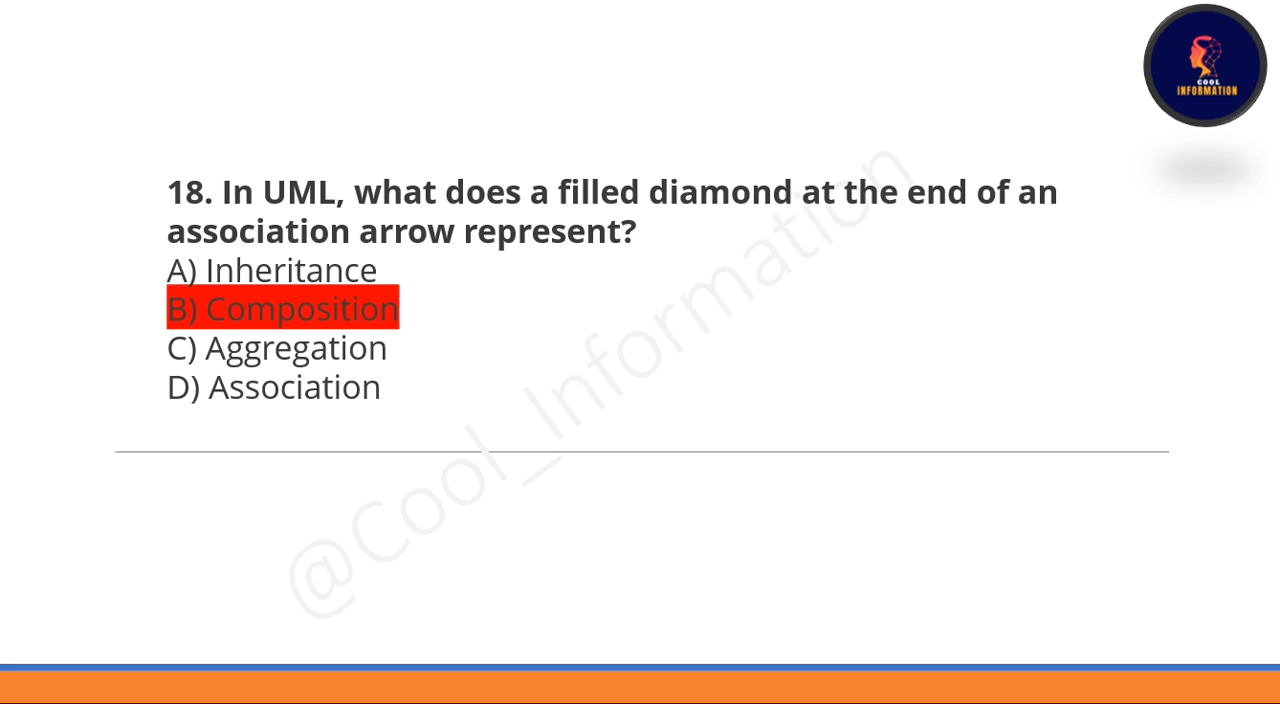 COOL
INFORMATION
18. In UML, what does a filled diamond at the end of an
association arrow represent?
A) Inheritance
B) Composition
C) Aggregation
D) Association
@Cool_Information